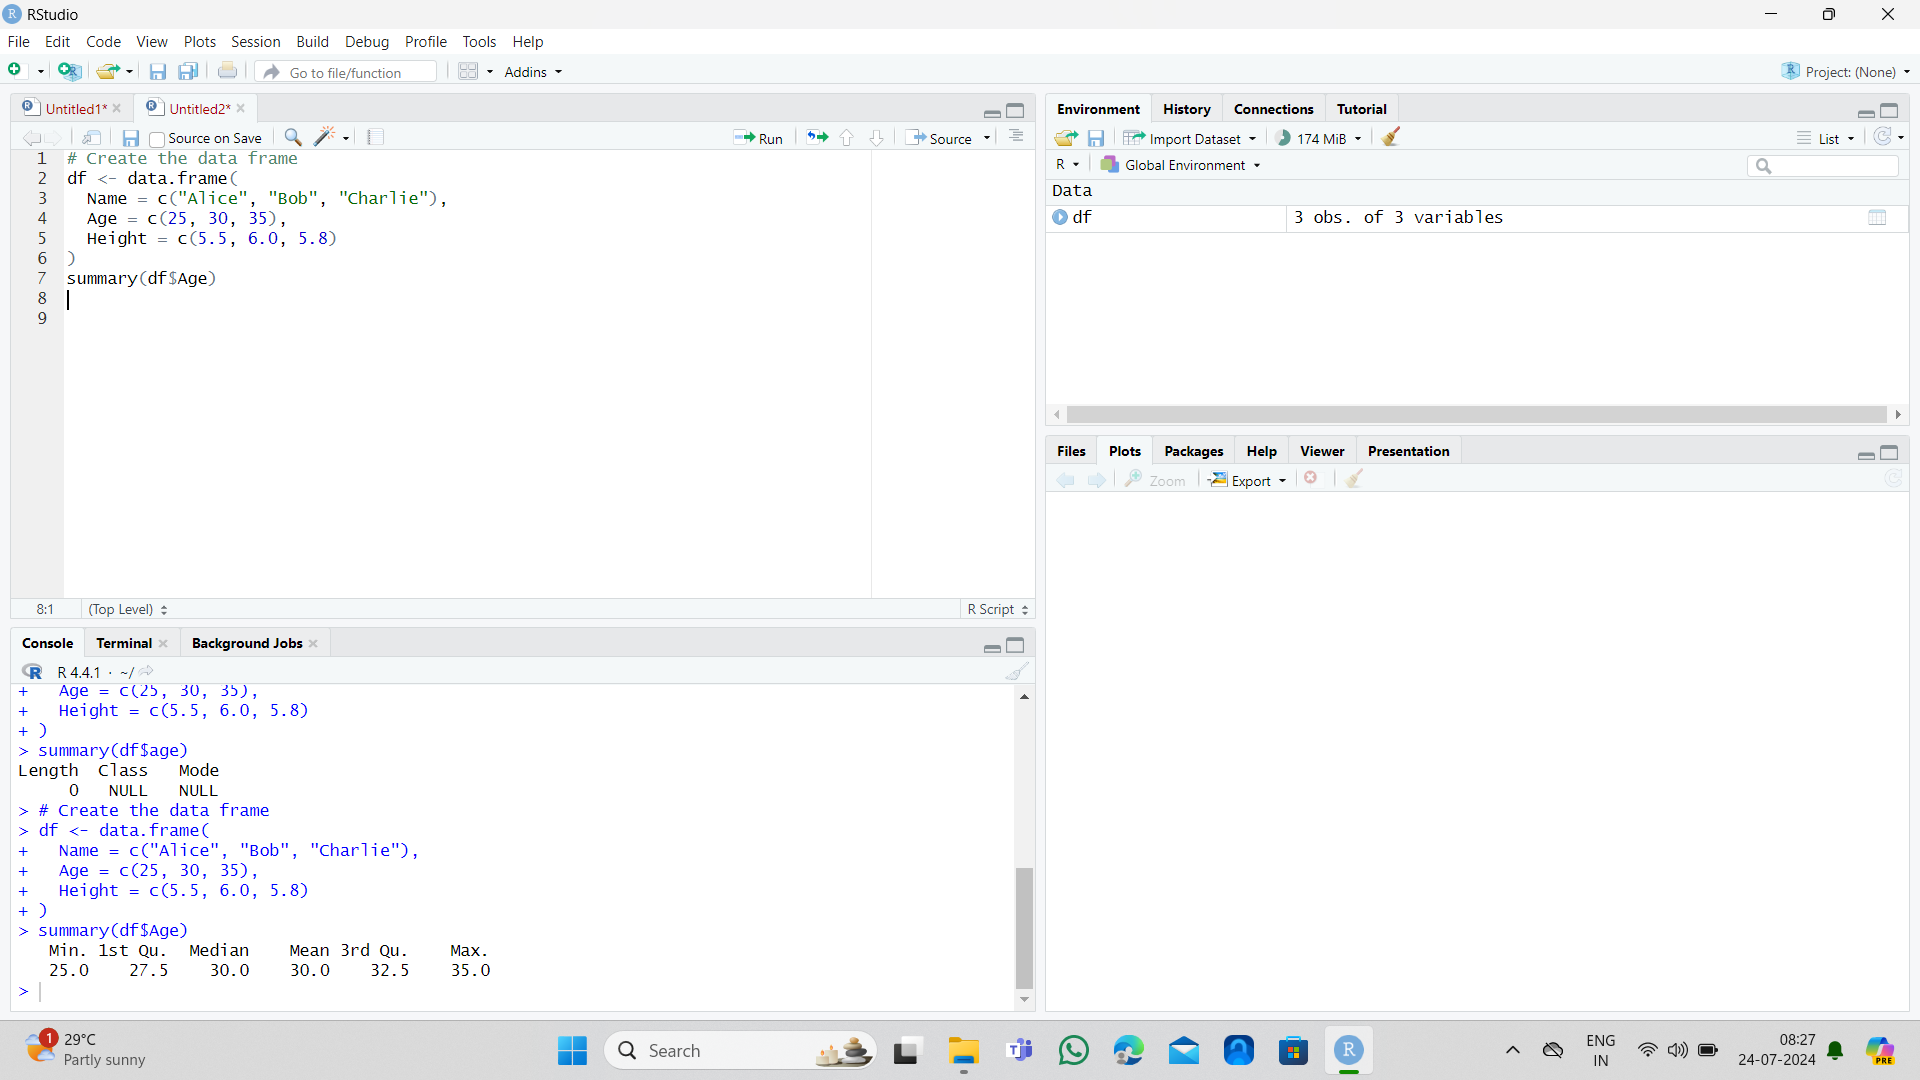 RStudio
File Edit Code View Plots Session Build Debug Profile Tools Help
Go to file/function Addins Project: (None)
Untitled1* Untitled2*
Source on Save Run Source
1 # Create the data frame
2 df <- data.frame(
3 Name = c("Alice", "Bob", "Charlie"),
4 Age = c(25, 30, 35),
5 Height = c(5.5, 6.0, 5.8)
6 )
7 summary(df$Age)
8
9
8:1 (Top Level) R Script
Console Terminal Background Jobs
R 4.4.1 · ~/
+ Age = c(25, 30, 35),
+ Height = c(5.5, 6.0, 5.8)
+ )
> summary(df$age)
Length Class Mode
0 NULL NULL
> # Create the data frame
> df <- data.frame(
+ Name = c("Alice", "Bob", "Charlie"),
+ Age = c(25, 30, 35),
+ Height = c(5.5, 6.0, 5.8)
+ )
> summary(df$Age)
Min. 1st Qu. Median Mean 3rd Qu. Max.
25.0 27.5 30.0 30.0 32.5 35.0
>
Environment History Connections Tutorial
Import Dataset 174 MiB List
R Global Environment
Data
df 3 obs. of 3 variables
Files Plots Packages Help Viewer Presentation
Zoom Export
1 29°C
Partly sunny
Search
ENG
IN
08:27
24-07-2024
PRE